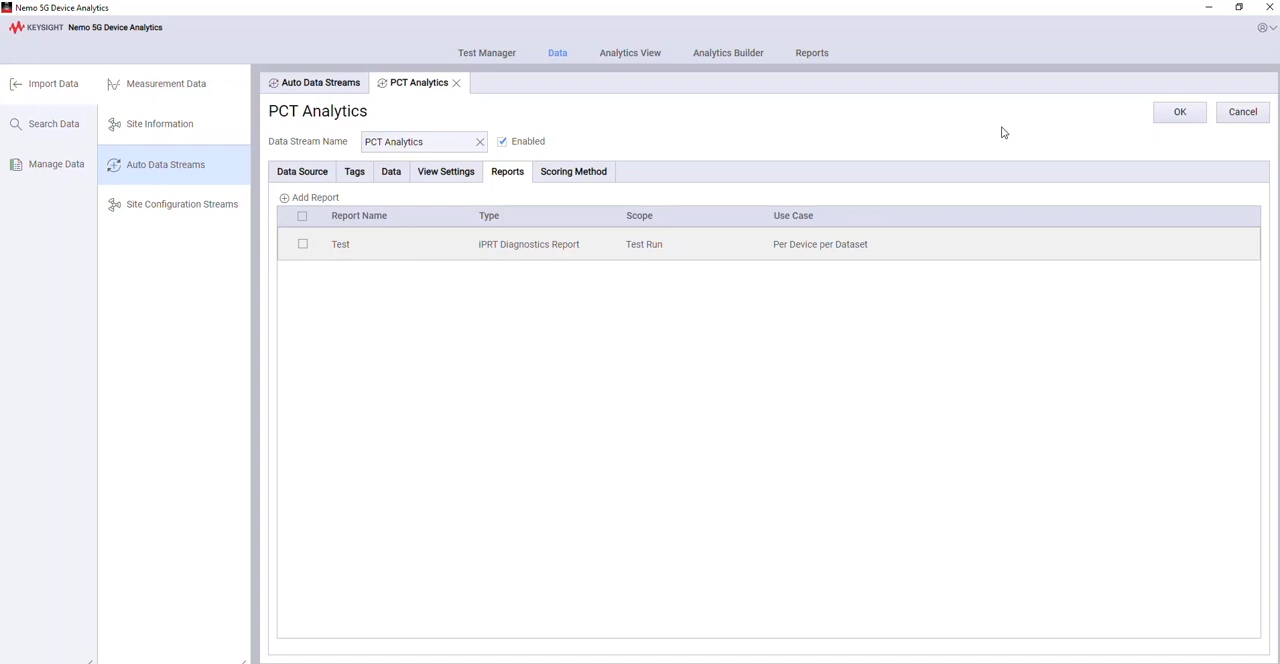 Nemo 5G Device Analytics
KEYSIGHT Nemo 5G Device Analytics
Test Manager Data Analytics View Analytics Builder Reports
Import Data
Search Data
Manage Data
Measurement Data
Site Information
Auto Data Streams
Site Configuration Streams
Auto Data Streams PCT Analytics
PCT Analytics
OK Cancel
Data Stream Name PCT Analytics Enabled
Data Source Tags Data View Settings Reports Scoring Method
Add Report
Report Name Type Scope Use Case
Test iPRT Diagnostics Report Test Run Per Device per Dataset